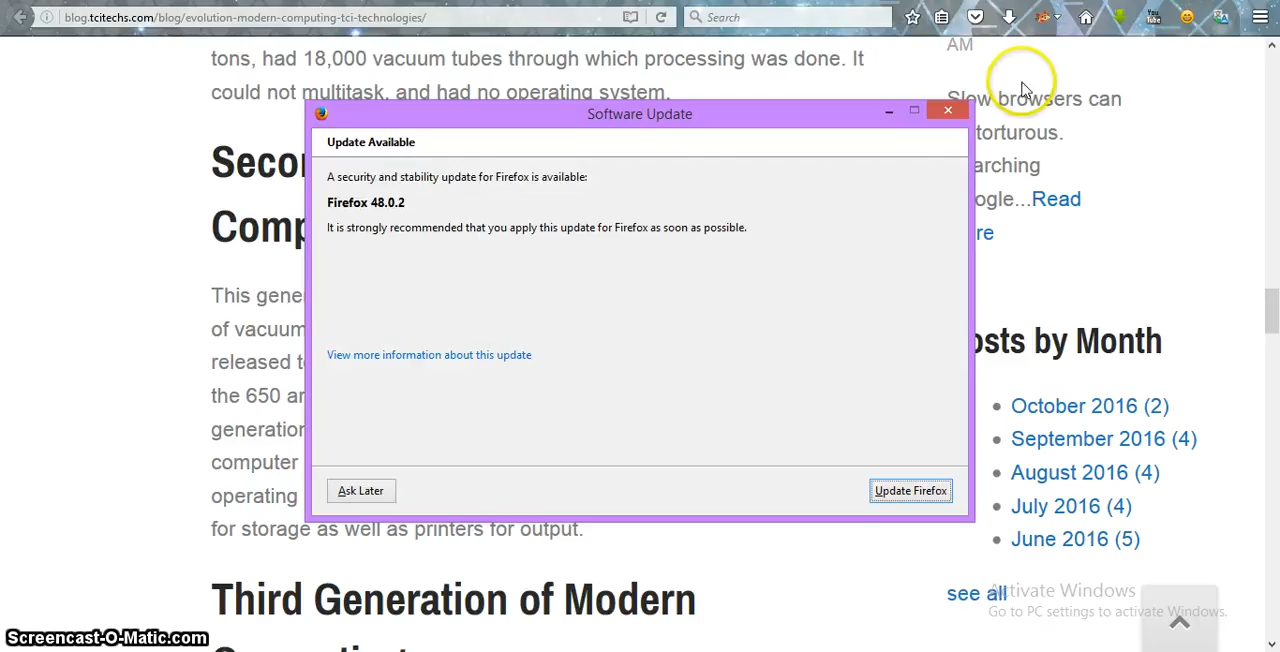 blog.tcitechs.com/blog/evolution-modern-computing-tci-technologies/
Search
You
Tube
tons, had 18,000 vacuum tubes through which processing was done. It
could not multitask, and had no operating system.
AM
Slow browsers can
torturous.
arching
ogle...Read
re
Software Update
Update Available
A security and stability update for Firefox is available:
Firefox 48.0.2
It is strongly recommended that you apply this update for Firefox as soon as possible.
View more information about this update
Ask Later
Update Firefox
Secon
Comp
This gene
of vacuum
released t
the 650 a
generation
computer
operating
for storage as well as printers for output.
Third Generation of Modern
osts by Month
October 2016 (2)
September 2016 (4)
August 2016 (4)
July 2016 (4)
June 2016 (5)
see all
Activate Windows
Go to PC settings to activate Windows.
Screencast-O-Matic.com